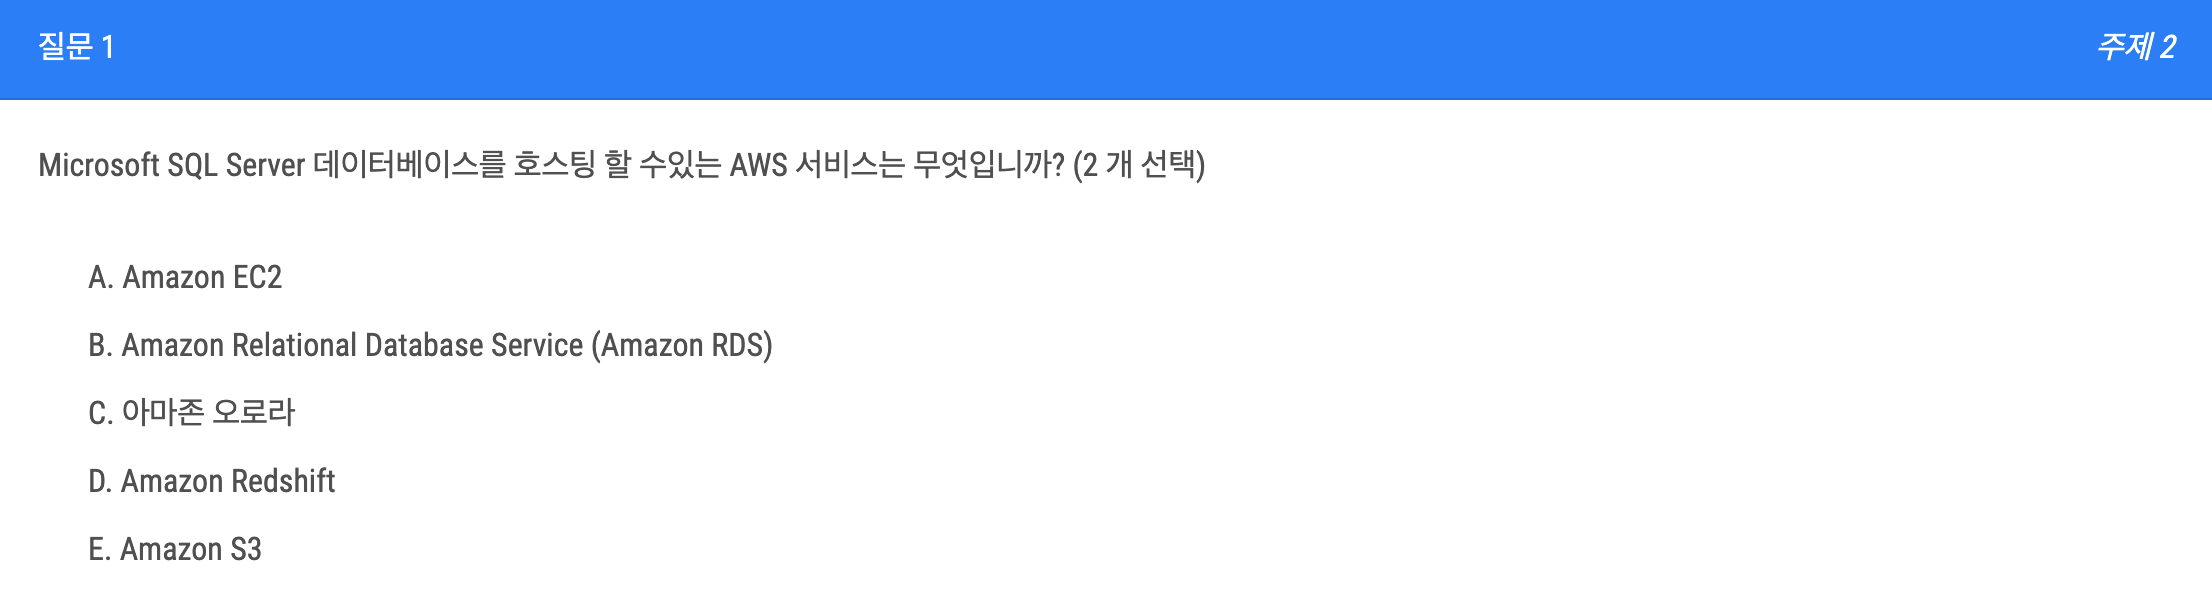 질문 1
주제 2
Microsoft SQL Server 데이터베이스를 호스팅 할 수있는 AWS 서비스는 무엇입니까? (2 개 선택)
A. Amazon EC2
B. Amazon Relational Database Service (Amazon RDS)
C. 아마존 오로라
D. Amazon Redshift
E. Amazon S3